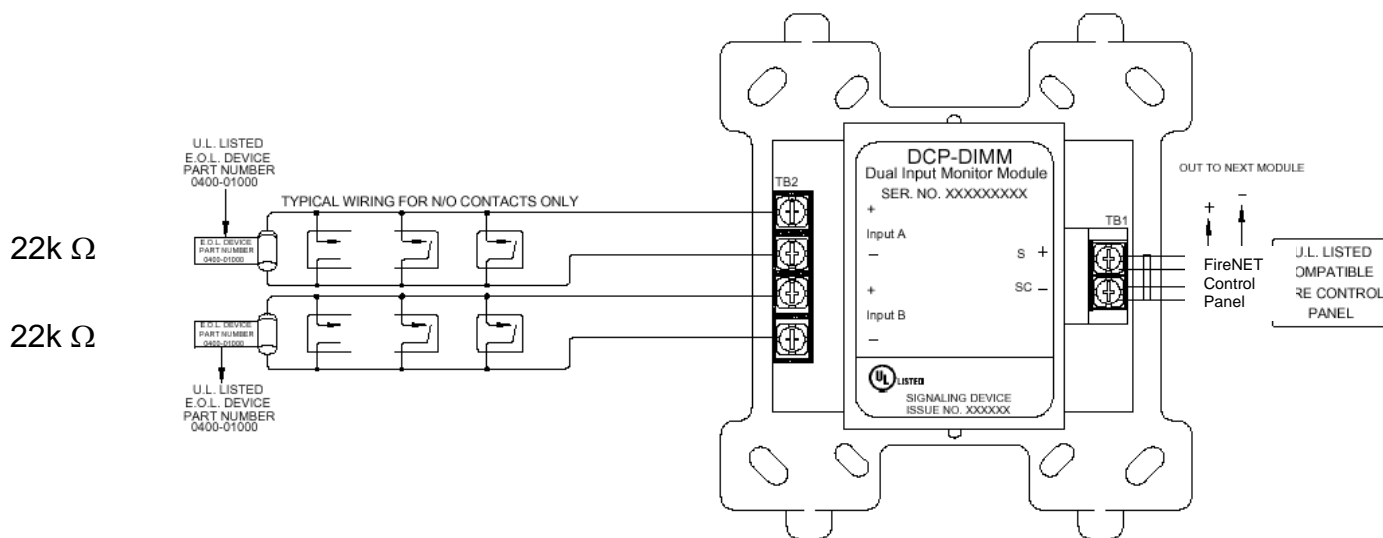 U.L. LISTED
E.O.L. DEVICE
PART NUMBER
0400-01000
TYPICAL WIRING FOR N/O CONTACTS ONLY
22k Ω
E.O.L. DEVICE
PART NUMBER
0400-01000
22k Ω
E.O.L. DEVICE
PART NUMBER
0400-01000
U.L. LISTED
E.O.L. DEVICE
PART NUMBER
0400-01000
TB2
DCP-DIMM
Dual Input Monitor Module
SER. NO. XXXXXXXXX
+
Input A
−
+
Input B
−
S +
SC −
UL LISTED
SIGNALING DEVICE
ISSUE NO. XXXXXX
TB1
OUT TO NEXT MODULE
+ −
FireNET
Control
Panel
J.L. LISTED
OMPATIBLE
RE CONTROL
PANEL